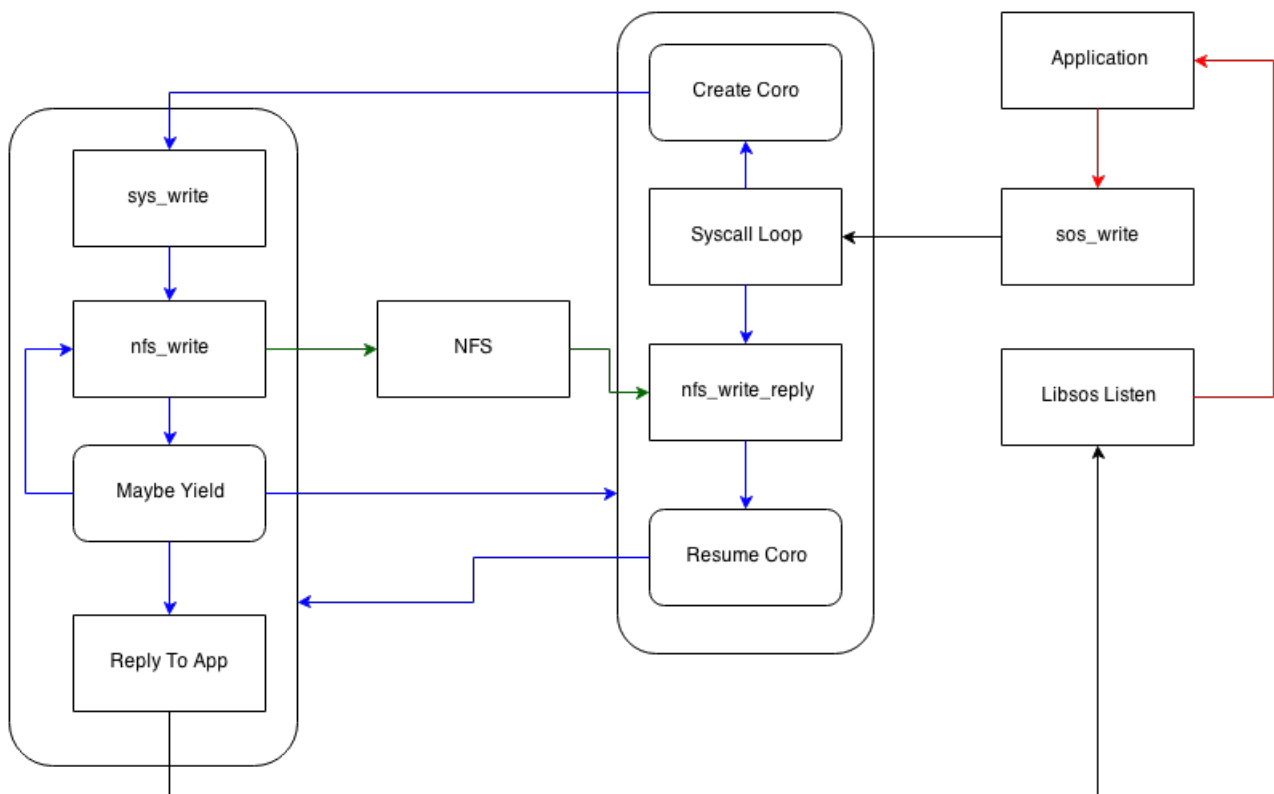 Application
Create Coro
sys_write
Syscall Loop
sos_write
nfs_write
NFS
nfs_write_reply
Libsos Listen
Maybe Yield
Resume Coro
Reply To App